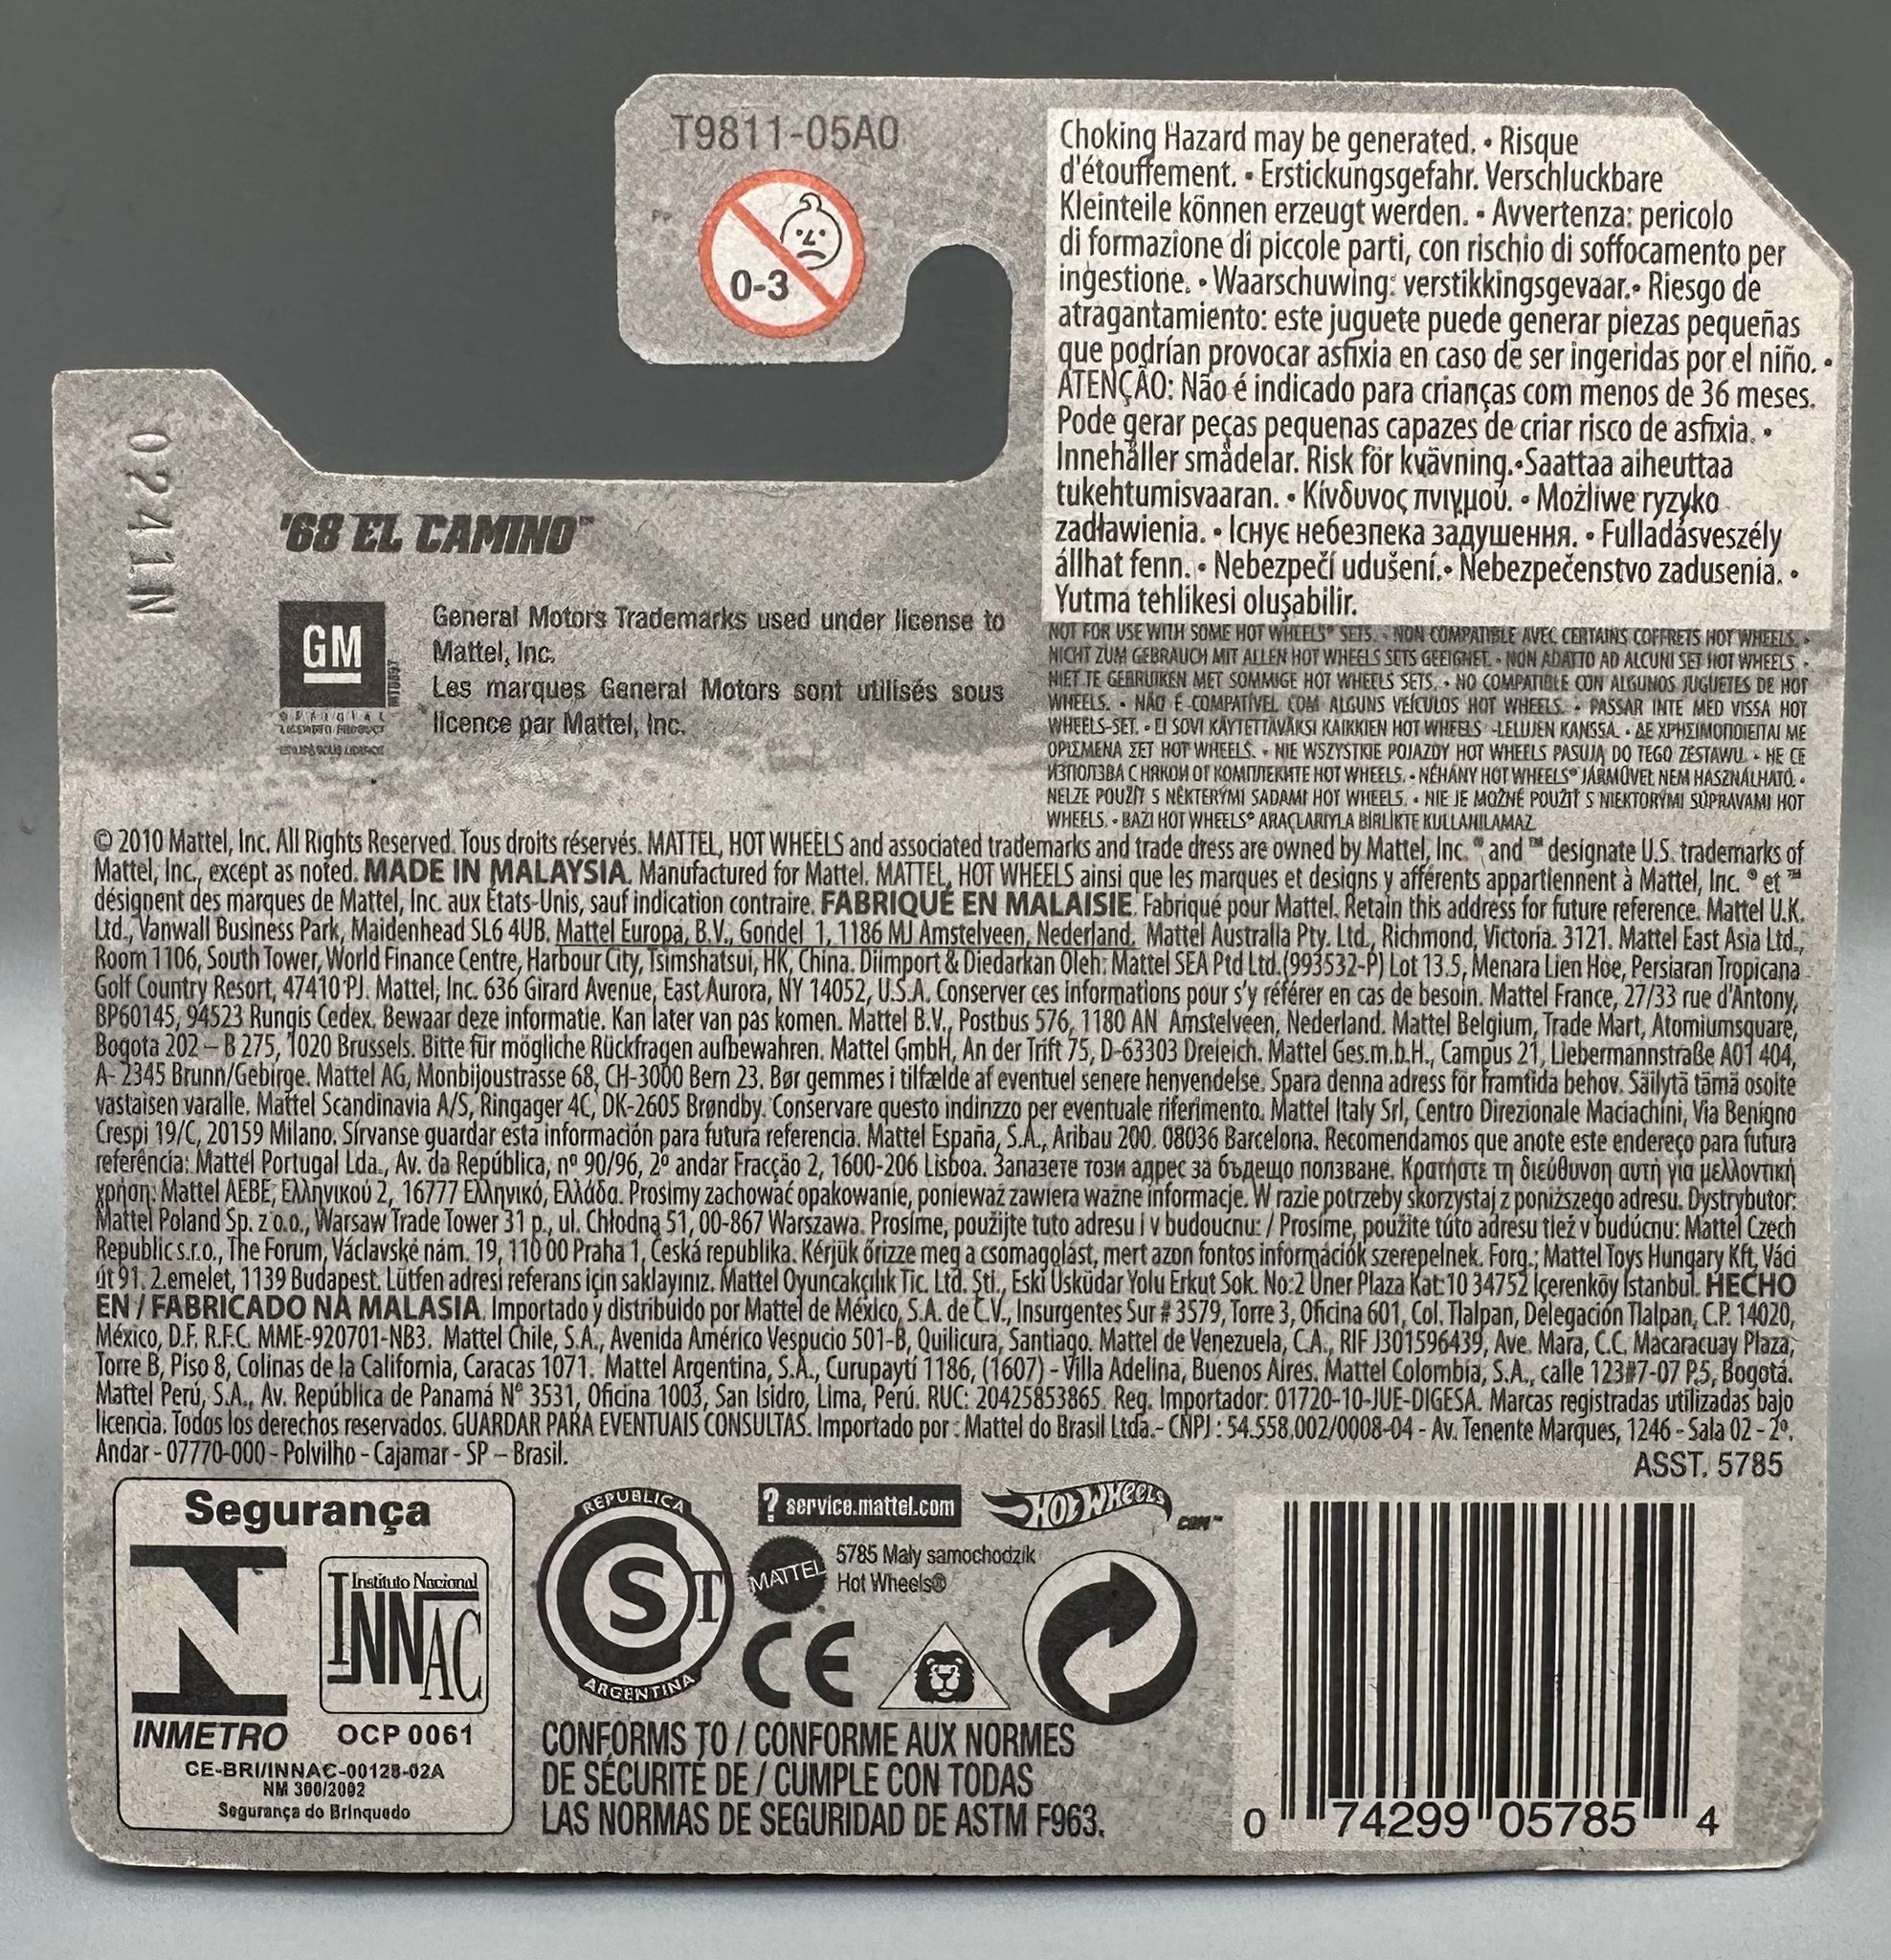 T9811-05A0
0-3
Choking Hazard may be generated. • Risque
d'étouffement. • Erstickungsgefahr. Verschluckbare
Kleinteile können erzeugt werden. • Avvertenza: pericolo
di formazione di piccole parti, con rischio di soffocamento per
ingestione. • Waarschuwing: verstikkingsgevaar.• Riesgo de
atragantamiento: este juguete puede generar piezas pequeñas
que podrían provocar asfixia en caso de ser ingeridas por el niño. •
ATENÇÃO: Não é indicado para crianças com menos de 36 meses.
Pode gerar peças pequenas capazes de criar risco de asfixia. •
Innehåller smådelar. Risk för kvävning.•Saattaa aiheuttaa
tukehtumisvaaran. • Κίνδυνος πνιγμού. • Możliwe ryzyko
zadławienia. • Існує небезпека задушення. • Fulladásveszély
állhat fenn. • Nebezpečí udušení.• Nebezpečenstvo zadusenia. •
Yutma tehlikesi oluşabilir.
0241N
'68 EL CAMINO™
GM
MTD897
OFFICIAL
LICENSED PRODUCT
General Motors Trademarks used under license to
Mattel, Inc.
Les marques General Motors sont utilisés sous
licence par Mattel, Inc.
NOT FOR USE WITH SOME HOT WHEELS® SETS. • NON COMPATIBLE AVEC CERTAINS COFFRETS HOT WHEELS. •
NICHT ZUM GEBRAUCH MIT ALLEN HOT WHEELS SETS GEEIGNET. • NON ADATTO AD ALCUNI SET HOT WHEELS. •
NIET TE GEBRUIKEN MET SOMMIGE HOT WHEELS SETS. • NO COMPATIBLE CON ALGUNOS JUGUETES DE HOT
WHEELS. • NÃO É COMPATÍVEL COM ALGUNS VEÍCULOS HOT WHEELS. • PASSAR INTE MED VISSA HOT
WHEELS-SET. • EI SOVI KÄYTETTÄVÄKSI KAIKKIEN HOT WHEELS -LELUJEN KANSSA. • ΔΕ ΧΡΗΣΙΜΟΠΟΙΕΙΤΑΙ ΜΕ
ΟΡΙΣΜΕΝΑ ΣΕΤ HOT WHEELS. • NIE WSZYSTKIE POJAZDY HOT WHEELS PASUJĄ DO TEGO ZESTAWU. • НЕ СЕ
ИЗПОЛЗВА С НЯКОИ ОТ КОМПЛЕКТИТЕ HOT WHEELS. • NÉHÁNY HOT WHEELS® JÁRMŰVEL NEM HASZNÁLHATÓ. •
NELZE POUŽÍT S NĚKTERÝMI SADAMI HOT WHEELS. • NIE JE MOŽNÉ POUŽIŤ S NIEKTORÝMI SÚPRAVAMI HOT
WHEELS. • BAZI HOT WHEELS® ARAÇLARIYLA BİRLİKTE KULLANILAMAZ.
© 2010 Mattel, Inc. All Rights Reserved. Tous droits réservés. MATTEL, HOT WHEELS and associated trademarks and trade dress are owned by Mattel, Inc. ® and ™ designate U.S. trademarks of
Mattel, Inc., except as noted. MADE IN MALAYSIA. Manufactured for Mattel. MATTEL, HOT WHEELS ainsi que les marques et designs y afférents appartiennent à Mattel, Inc. ® et ™
désignent des marques de Mattel, Inc. aux États-Unis, sauf indication contraire. FABRIQUÉ EN MALAISIE. Fabriqué pour Mattel. Retain this address for future reference. Mattel U.K.
Ltd., Vanwall Business Park, Maidenhead SL6 4UB. Mattel Europa, B.V., Gondel 1, 1186 MJ Amstelveen, Nederland. Mattel Australia Pty. Ltd., Richmond, Victoria. 3121. Mattel East Asia Ltd.,
Room 1106, South Tower, World Finance Centre, Harbour City, Tsimshatsui, HK, China. Diimport & Diedarkan Oleh: Mattel SEA Ptd Ltd.(993532-P) Lot 13.5, Menara Lien Hoe, Persiaran Tropicana
Golf Country Resort, 47410 PJ. Mattel, Inc. 636 Girard Avenue, East Aurora, NY 14052, U.S.A. Conserver ces informations pour s'y référer en cas de besoin. Mattel France, 27/33 rue d'Antony,
BP60145, 94523 Rungis Cedex. Bewaar deze informatie. Kan later van pas komen. Mattel B.V., Postbus 576, 1180 AN Amstelveen, Nederland. Mattel Belgium, Trade Mart, Atomiumsquare,
Bogota 202 – B 275, 1020 Brussels. Bitte für mögliche Rückfragen aufbewahren. Mattel GmbH, An der Trift 75, D-63303 Dreieich. Mattel Ges.m.b.H., Campus 21, Liebermannstraße A01 404,
A- 2345 Brunn/Gebirge. Mattel AG, Monbijoustrasse 68, CH-3000 Bern 23. Bør gemmes i tilfælde af eventuel senere henvendelse. Spara denna adress för framtida behov. Säilytä tämä osoite
vastaisen varalle. Mattel Scandinavia A/S, Ringager 4C, DK-2605 Brøndby. Conservare questo indirizzo per eventuale riferimento. Mattel Italy Srl, Centro Direzionale Maciachini, Via Benigno
Crespi 19/C, 20159 Milano. Sírvanse guardar esta información para futura referencia. Mattel España, S.A., Aribau 200. 08036 Barcelona. Recomendamos que anote este endereço para futura
referência: Mattel Portugal Lda., Av. da República, nº 90/96, 2º andar Fracção 2, 1600-206 Lisboa. Запазете този адрес за бъдещо ползване. Κρατήστε τη διεύθυνση αυτή για μελλοντική
χρήση: Mattel AEBE, Ελληνικού 2, 16777 Ελληνικό, Ελλάδα. Prosimy zachować opakowanie, ponieważ zawiera ważne informacje. W razie potrzeby skorzystaj z poniższego adresu. Dystrybutor:
Mattel Poland Sp. z o.o., Warsaw Trade Tower 31 p., ul. Chłodna 51, 00-867 Warszawa. Prosíme, použijte tuto adresu i v budoucnu: / Prosíme, použite túto adresu tiež v budúcnu: Mattel Czech
Republic s.r.o., The Forum, Václavské nám. 19, 110 00 Praha 1, Česká republika. Kérjük őrizze meg a csomagolást, mert azon fontos információk szerepelnek. Forg.: Mattel Toys Hungary Kft, Váci
út 91. 2.emelet, 1139 Budapest. Lütfen adresi referans için saklayınız. Mattel Oyuncakçılık Tic. Ltd. Şti., Eski Üsküdar Yolu Erkut Sok. No:2 Üner Plaza Kat:10 34752 İçerenköy İstanbul. HECHO
EN / FABRICADO NA MALASIA. Importado y distribuido por Mattel de México, S.A. de C.V., Insurgentes Sur # 3579, Torre 3, Oficina 601, Col. Tlalpan, Delegación Tlalpan, C.P. 14020,
México, D.F. R.F.C. MME-920701-NB3. Mattel Chile, S.A., Avenida Américo Vespucio 501-B, Quilicura, Santiago. Mattel de Venezuela, C.A., RIF J301596439, Ave. Mara, C.C. Macaracuay Plaza,
Torre B, Piso 8, Colinas de la California, Caracas 1071. Mattel Argentina, S.A., Curupaytí 1186, (1607) - Villa Adelina, Buenos Aires. Mattel Colombia, S.A., calle 123#7-07 P.5, Bogotá.
Mattel Perú, S.A., Av. República de Panamá N° 3531, Oficina 1003, San Isidro, Lima, Perú. RUC: 20425853865. Reg. Importador: 01720-10-JUE-DIGESA. Marcas registradas utilizadas bajo
licencia. Todos los derechos reservados. GUARDAR PARA EVENTUAIS CONSULTAS. Importado por : Mattel do Brasil Ltda.- CNPJ : 54.558.002/0008-04 - Av. Tenente Marques, 1246 - Sala 02 - 2º.
Andar - 07770-000 - Polvilho - Cajamar - SP – Brasil.
ASST. 5785
Segurança
Instituto Nacional
INNAC
INMETRO
OCP 0061
CE-BRI/INNAC-00128-02A
NM 300/2002
Segurança do Brinquedo
REPUBLICA
S T
ARGENTINA
? service.mattel.com
HOT WHEELS
.COM™
MATTEL
5785 Maly samochodzik
Hot Wheels®
CE
CONFORMS TO / CONFORME AUX NORMES
DE SÉCURITÉ DE / CUMPLE CON TODAS
LAS NORMAS DE SEGURIDAD DE ASTM F963.
0 74299 05785 4